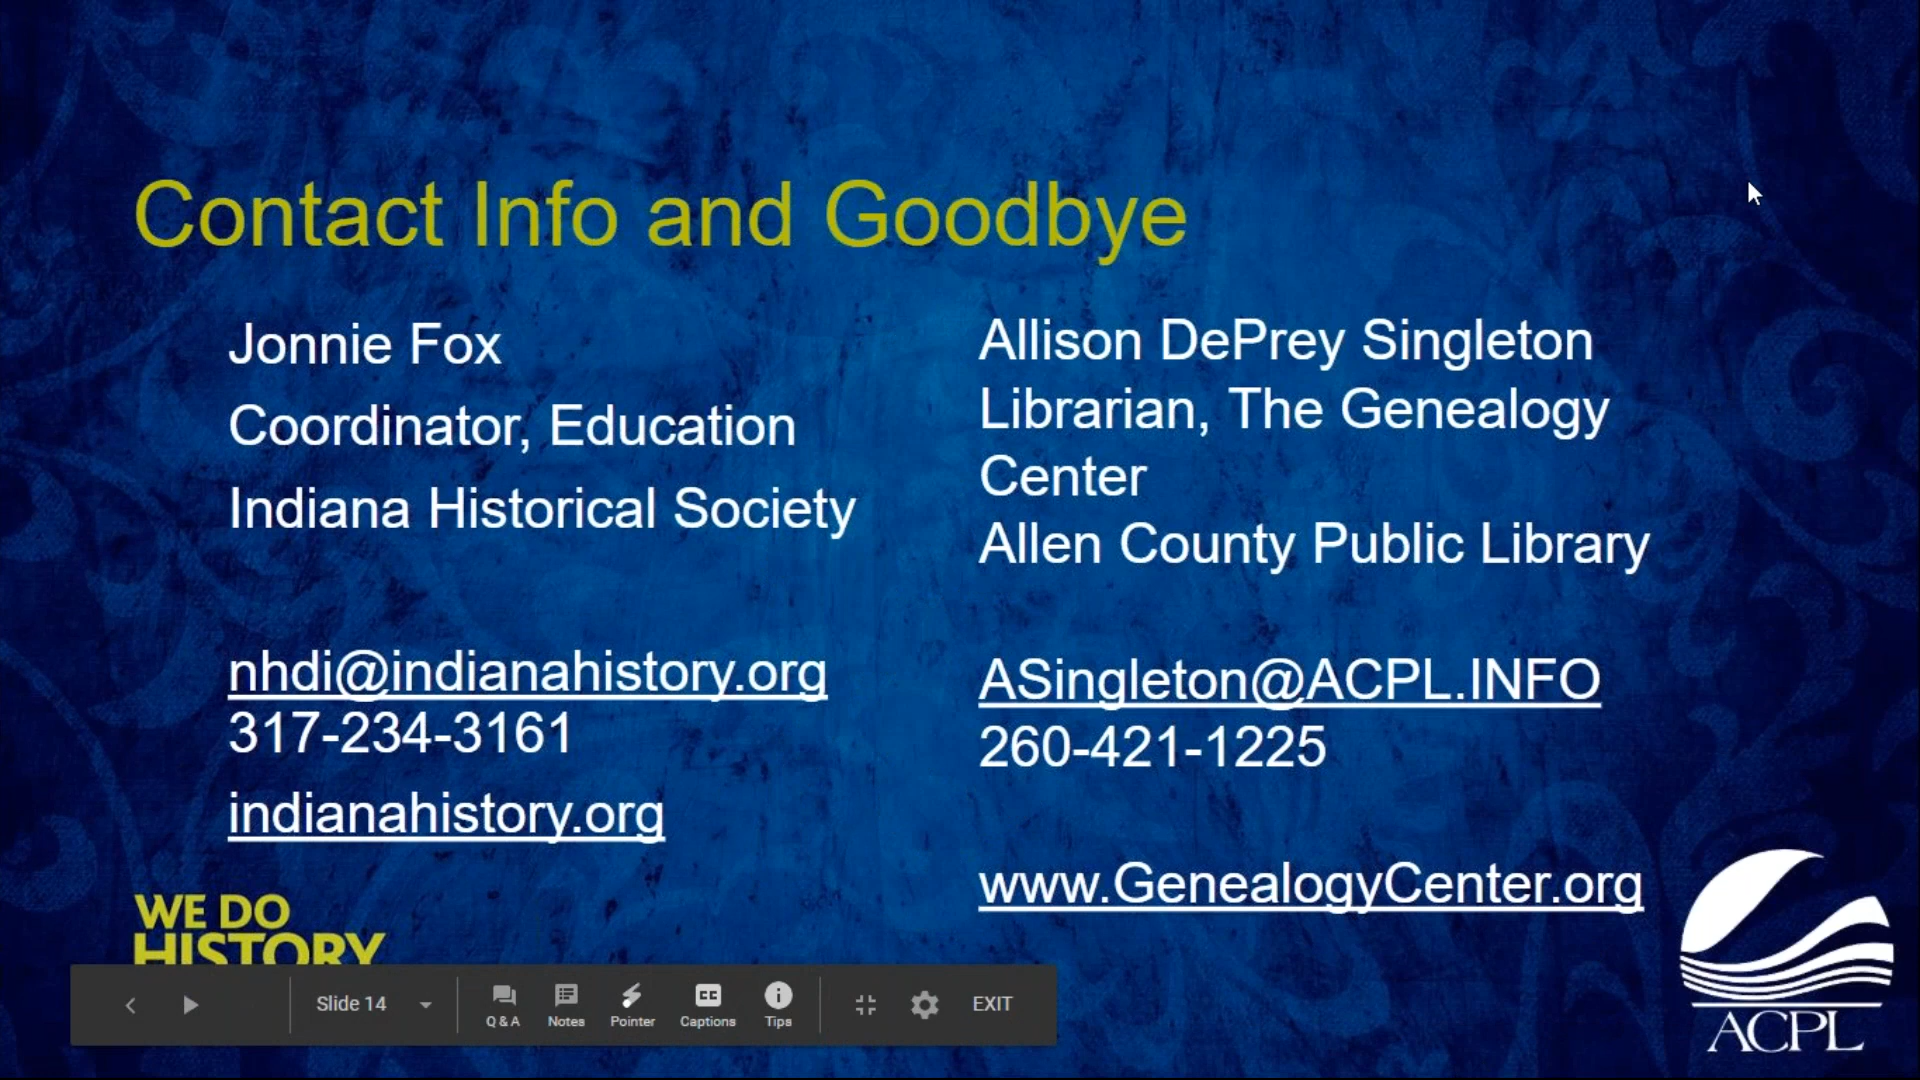 Contact Info and Goodbye
Jonnie Fox
Coordinator, Education
Indiana Historical Society
nhdi@indianahistory.org
317-234-3161
indianahistory.org
Allison DePrey Singleton
Librarian, The Genealogy
Center
Allen County Public Library
ASingleton@ACPL.INFO
260-421-1225
www.GenealogyCenter.org
WE DO
HISTORY
ACPL
Slide 14
Q & A
Notes
Pointer
CC
Captions
Tips
EXIT